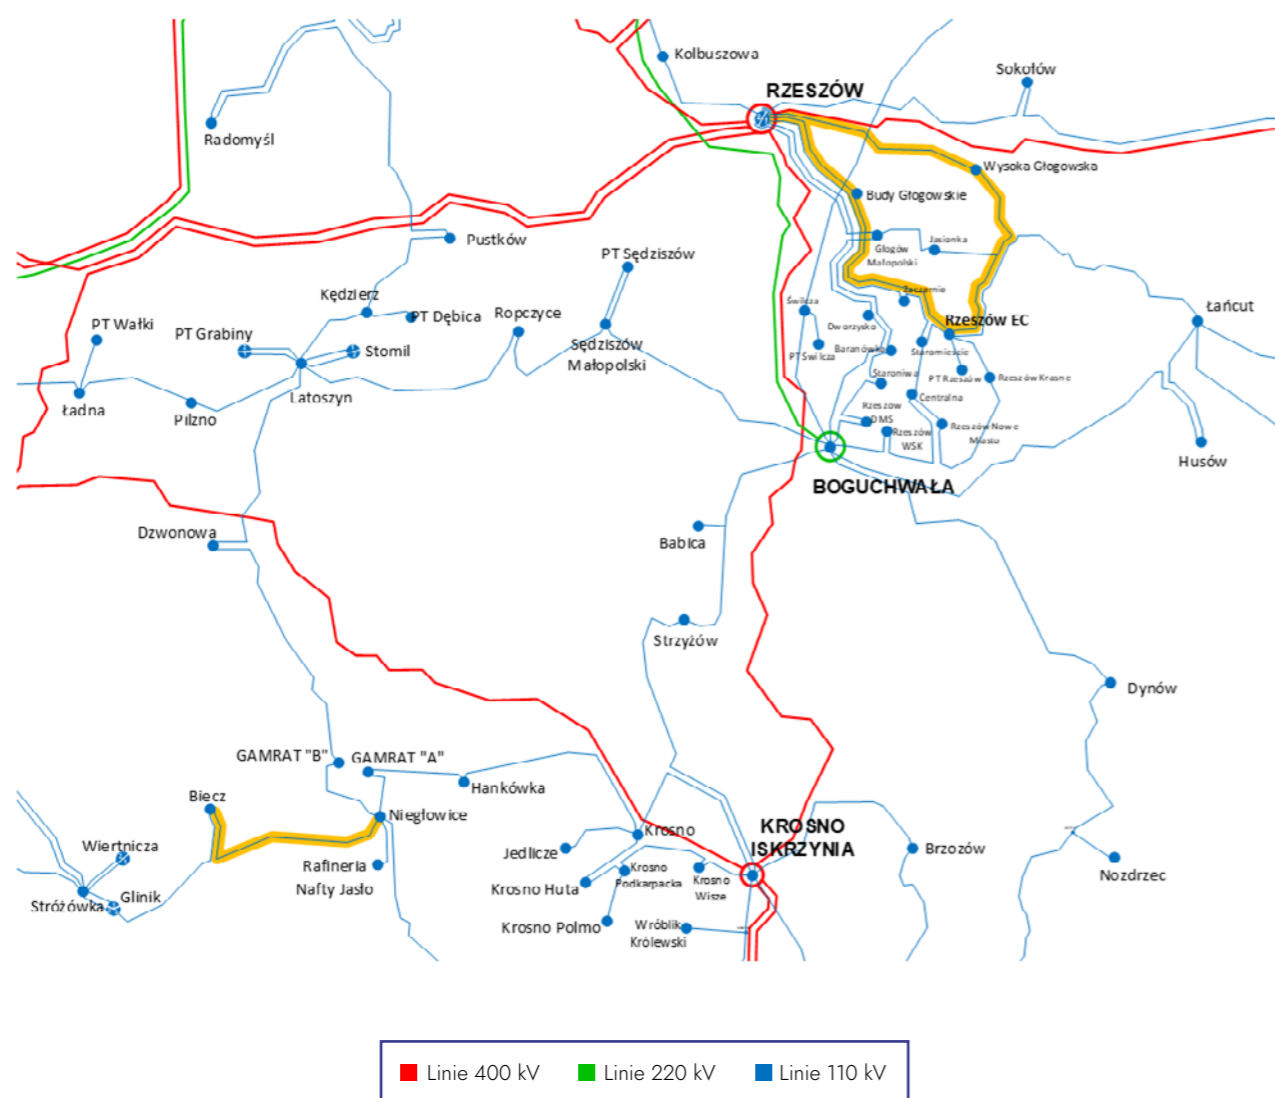 Kolbuszowa
Sokołów
RZESZÓW
Radomyśl
Wysoka Głogowska
Budy Głogowskie
Pustków
Jasionka
Głogów
Małopolski
PT Sędziszów
Kędzierz
Zaczernie
Świlcza
Łańcut
PT Wałki
PT Grabiny
PT Dębica
Ropczyce
Dworzysko
Rzeszów EC
Stomil
Sędziszów
Małopolski
PT Świlcza
Baranówka
Staromieście
Staroniwa
PT Rzeszów
Rzeszów Krasne
Ładna
Pilzno
Latoszyn
Centralna
Rzeszów
DMS
Rzeszów
WSK
Rzeszów Nowe
Miasto
Husów
BOGUCHWAŁA
Dzwonowa
Babica
Strzyżów
Dynów
GAMRAT "B"
GAMRAT "A"
Hankówka
Biecz
Niegłowice
Wiertnicza
Krosno
KROSNO
ISKRZYNIA
Jedlicze
Brzozów
Rafineria
Nafty Jasło
Krosno
Podkarpacka
Krosno
Wisze
Nozdrzec
Krosno Huta
Stróżówka
Glinik
Krosno Polmo
Wróblik
Królewski
Linie 400 kV
Linie 220 kV
Linie 110 kV